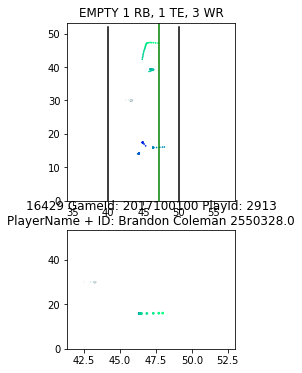 EMPTY 1 RB, 1 TE, 3 WR
50
40
30
20
10
0
35 40 45 50 55
16429 GameId: 2017100100 PlayId: 2913
PlayerName + ID: Brandon Coleman 2550328.0
40
20
0
42.5 45.0 47.5 50.0 52.5